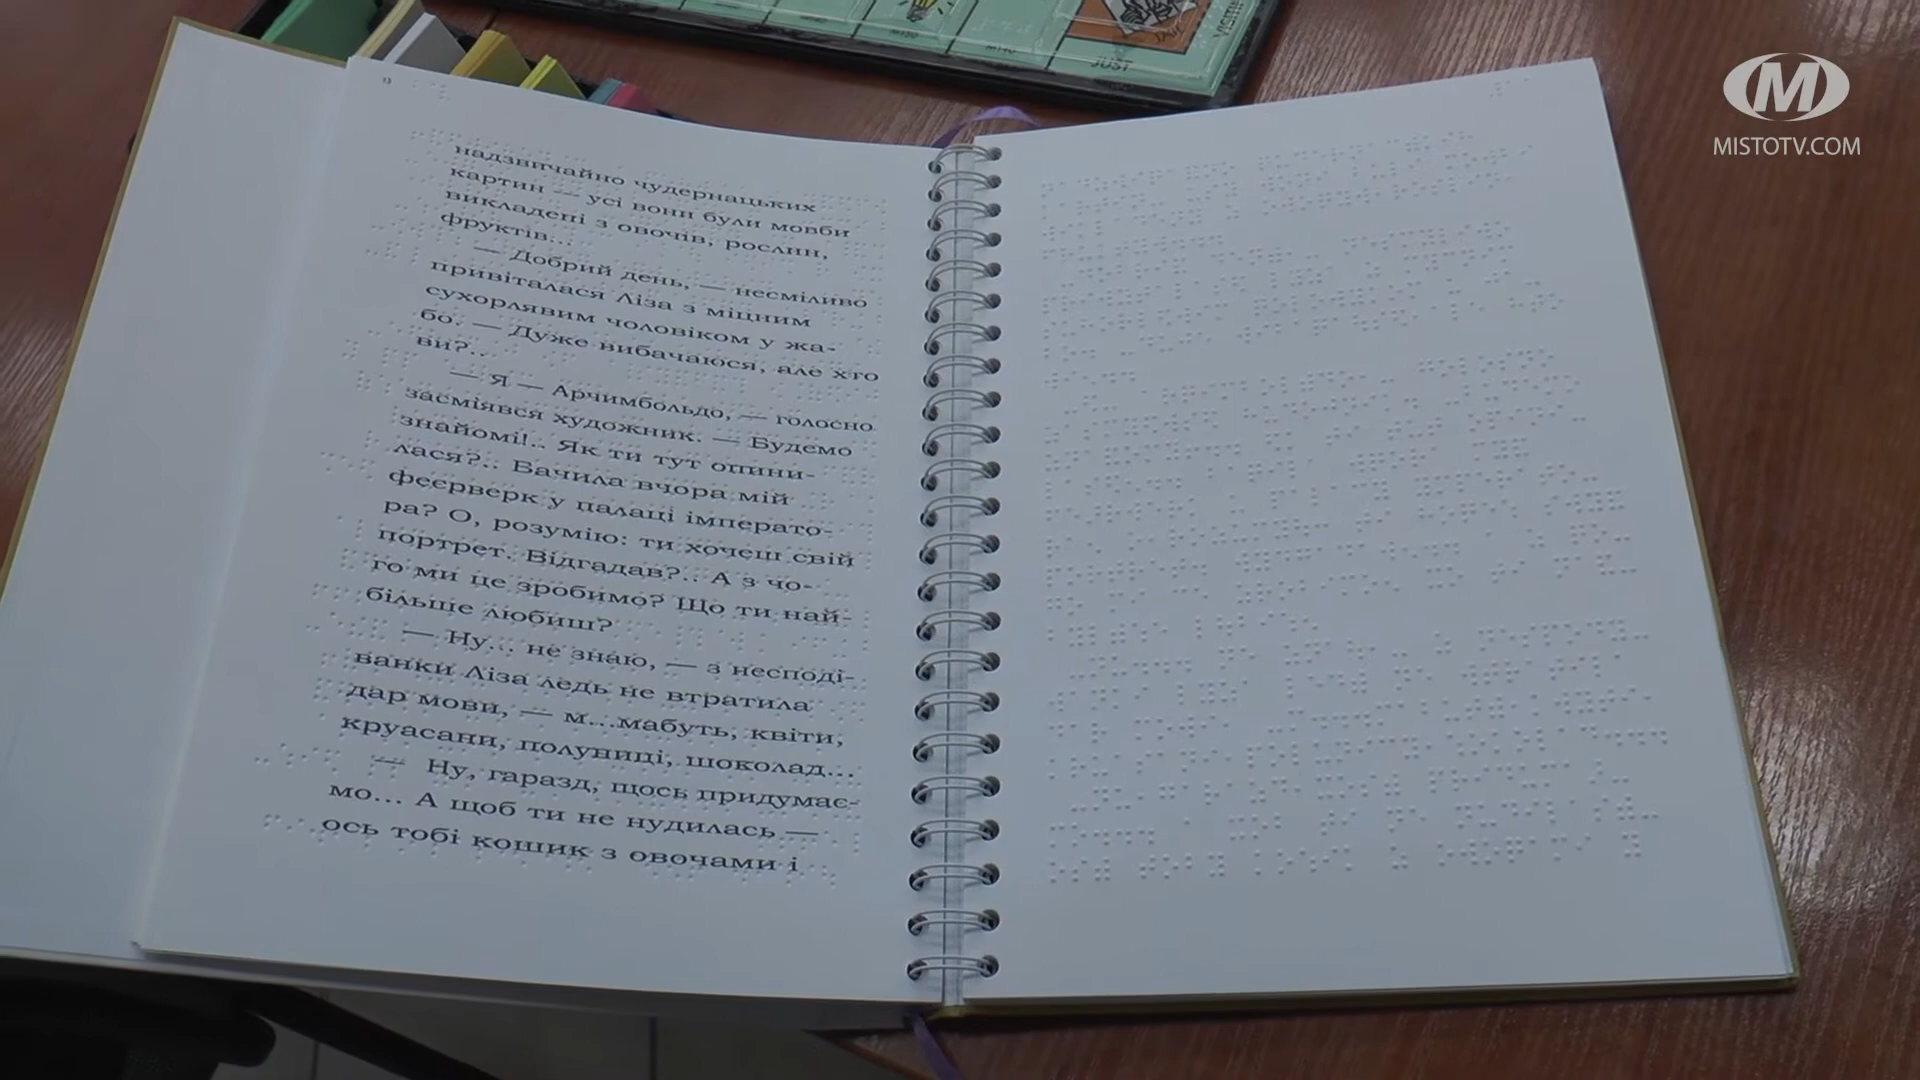 JUST
MISTOTV.COM
9
надзвичайно чудернацьких
картин — усі вони були мовби
викладені з овочів, рослин,
фруктів...
— Добрий день, — несміливо
привіталася Ліза з міцним
сухорлявим чоловіком у жа-
бо. — Дуже вибачаюся, але хто
ви?..
— Я — Арчимбольдо, — голосно
засміявся художник. — Будемо
знайомі!.. Як ти тут опини-
лася?.. Бачила вчора мій
феєрверк у палаці імперато-
ра? О, розумію: ти хочеш свій
портрет. Відгадав?.. А з чо-
го ми це зробимо? Що ти най-
більше любиш?
— Ну... не знаю, — з несподі-
ванки Ліза ледь не втратила
дар мови, — м...мабуть, квіти,
круасани, полуниці, шоколад...
— Ну, гаразд, щось придумає-
мо... А щоб ти не нудилась —
ось тобі кошик з овочами і